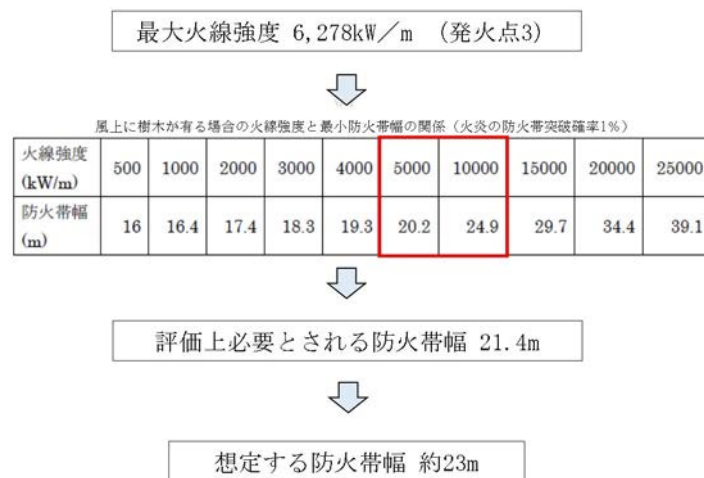 最大火線強度 6,278kW/m (発火点3)
風上に樹木が有る場合の火線強度と最小防火帯幅の関係(火炎の防火帯突破確率1%)
火線強度 (kW/m) 500 1000 2000 3000 4000 5000 10000 15000 20000 25000
防火帯幅 (m) 16 16.4 17.4 18.3 19.3 20.2 24.9 29.7 34.4 39.1
評価上必要とされる防火帯幅 21.4m
想定する防火帯幅 約23m